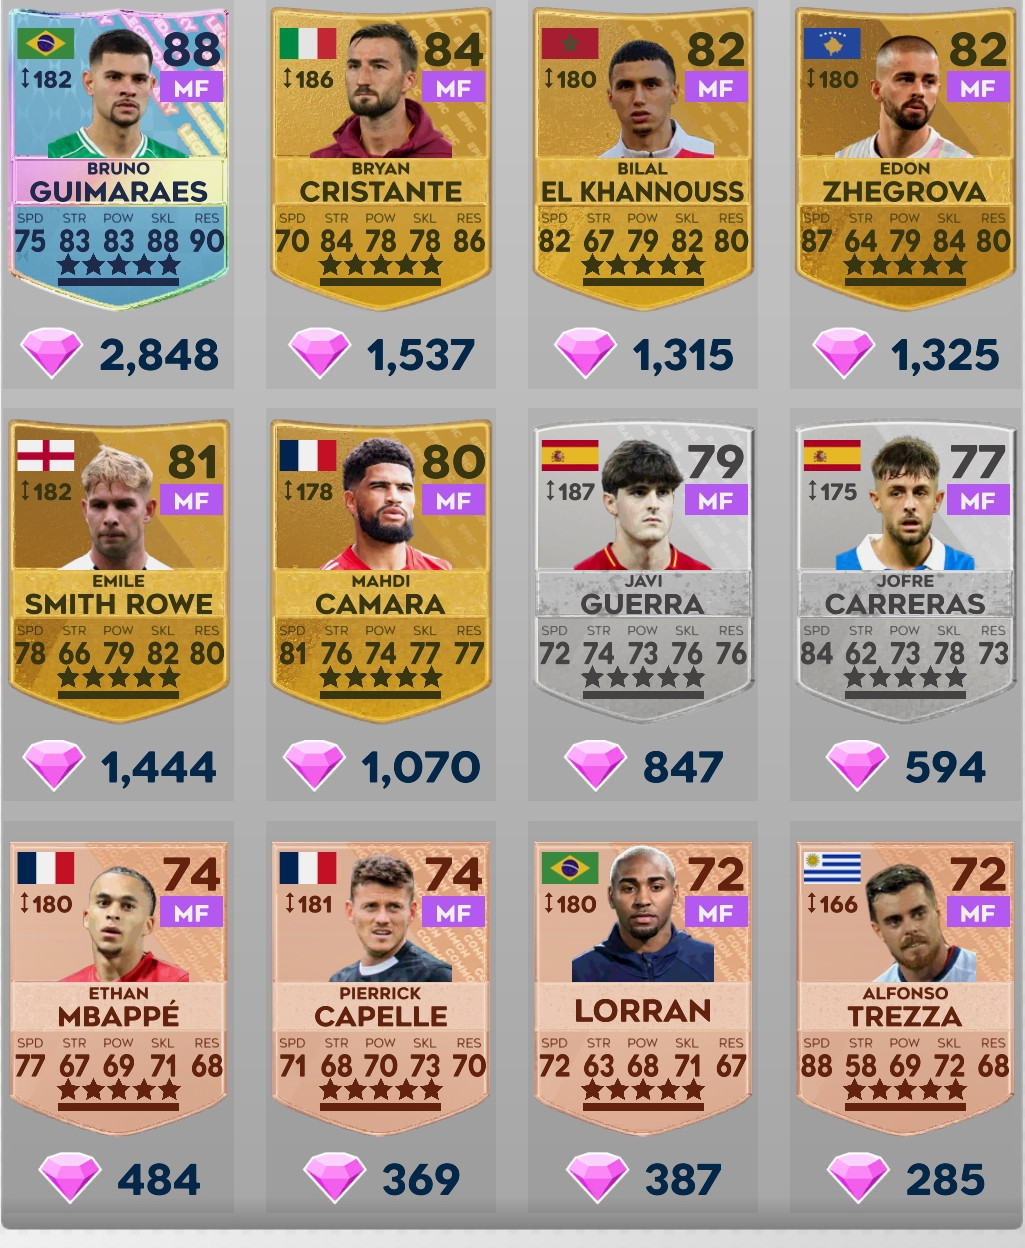 88
182
MF
BRUNO
GUIMARAES
SPD STR POW SKL RES
75 83 83 88 90
2,848
84
186
MF
BRYAN
CRISTANTE
SPD STR POW SKL RES
70 84 78 78 86
1,537
82
180
MF
BILAL
EL KHANNOUSS
SPD STR POW SKL RES
82 67 79 82 80
1,315
82
180
MF
EDON
ZHEGROVA
SPD STR POW SKL RES
87 64 79 84 80
1,325
81
182
MF
EMILE
SMITH ROWE
SPD STR POW SKL RES
78 66 79 82 80
1,444
80
178
MF
MAHDI
CAMARA
SPD STR POW SKL RES
81 76 74 77 77
1,070
79
187
MF
JAVI
GUERRA
SPD STR POW SKL RES
72 74 73 76 76
847
77
175
MF
JOFRE
CARRERAS
SPD STR POW SKL RES
84 62 73 78 73
594
74
180
MF
ETHAN
MBAPPÉ
SPD STR POW SKL RES
77 67 69 71 68
484
74
181
MF
PIERRICK
CAPELLE
SPD STR POW SKL RES
71 68 70 73 70
369
72
180
MF
LORRAN
SPD STR POW SKL RES
72 63 68 71 67
387
72
166
MF
ALFONSO
TREZZA
SPD STR POW SKL RES
88 58 69 72 68
285